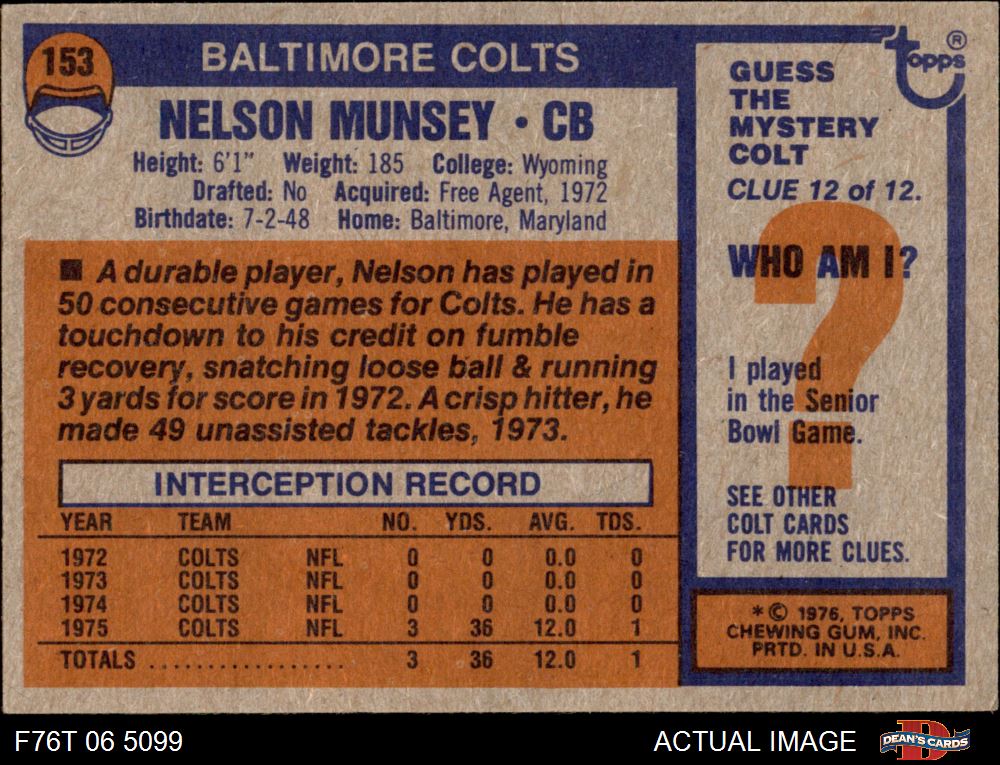 153
BALTIMORE COLTS
NELSON MUNSEY • CB
Height: 6'1" Weight: 185 College: Wyoming
Drafted: No Acquired: Free Agent, 1972
Birthdate: 7-2-48 Home: Baltimore, Maryland
■ A durable player, Nelson has played in
50 consecutive games for Colts. He has a
touchdown to his credit on fumble
recovery, snatching loose ball & running
3 yards for score in 1972. A crisp hitter, he
made 49 unassisted tackles, 1973.
INTERCEPTION RECORD
YEAR TEAM NO. YDS. AVG. TDS.
1972 COLTS NFL 0 0 0.0 0
1973 COLTS NFL 0 0 0.0 0
1974 COLTS NFL 0 0 0.0 0
1975 COLTS NFL 3 36 12.0 1
TOTALS .................. 3 36 12.0 1
topps ®
GUESS
THE
MYSTERY
COLT
CLUE 12 of 12.
?
WHO AM I?
I played
in the Senior
Bowl Game.
SEE OTHER
COLT CARDS
FOR MORE CLUES.
*© 1976, TOPPS
CHEWING GUM, INC.
PRTD. IN U.S.A.
F76T 06 5099
ACTUAL IMAGE
D
DEAN'S CARDS